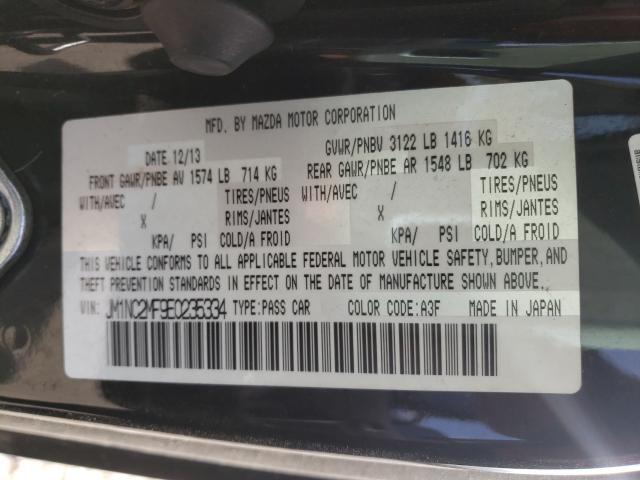 MFD. BY MAZDA MOTOR CORPORATION
DATE 12/13 GVWR/PNBV 3122 LB 1416 KG
FRONT GAWR/PNBE AV 1574 LB 714 KG REAR GAWR/PNBE AR 1548 LB 702 KG
WITH/AVEC / TIRES/PNEUS WITH/AVEC / TIRES/PNEUS
X RIMS/JANTES X RIMS/JANTES
KPA/ PSI COLD/A FROID KPA/ PSI COLD/A FROID
THIS VEHICLE CONFORMS TO ALL APPLICABLE FEDERAL MOTOR VEHICLE SAFETY, BUMPER, AND
THEFT PREVENTION STANDARDS IN EFFECT ON THE DATE OF MANUFACTURE SHOWN ABOVE.
VIN: JM1NC2MF9E0235334 TYPE: PASS CAR COLOR CODE: A3F MADE IN JAPAN